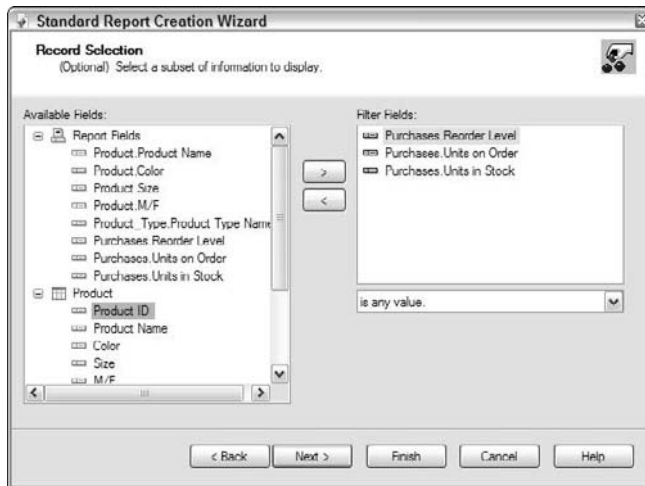 Standard Report Creation Wizard
Record Selection
(Optional) Select a subset of information to display.
Available Fields:
Report Fields
Product.Product Name
Product.Color
Product.Size
Product.M/F
Product_Type.Product Type Name
Purchases.Reorder Level
Purchases.Units on Order
Purchases.Units in Stock
Product
Product ID
Product Name
Color
Size
M/F
>
<
Filter Fields:
Purchases.Reorder Level
Purchases.Units on Order
Purchases.Units in Stock
is any value.
< Back
Next >
Finish
Cancel
Help